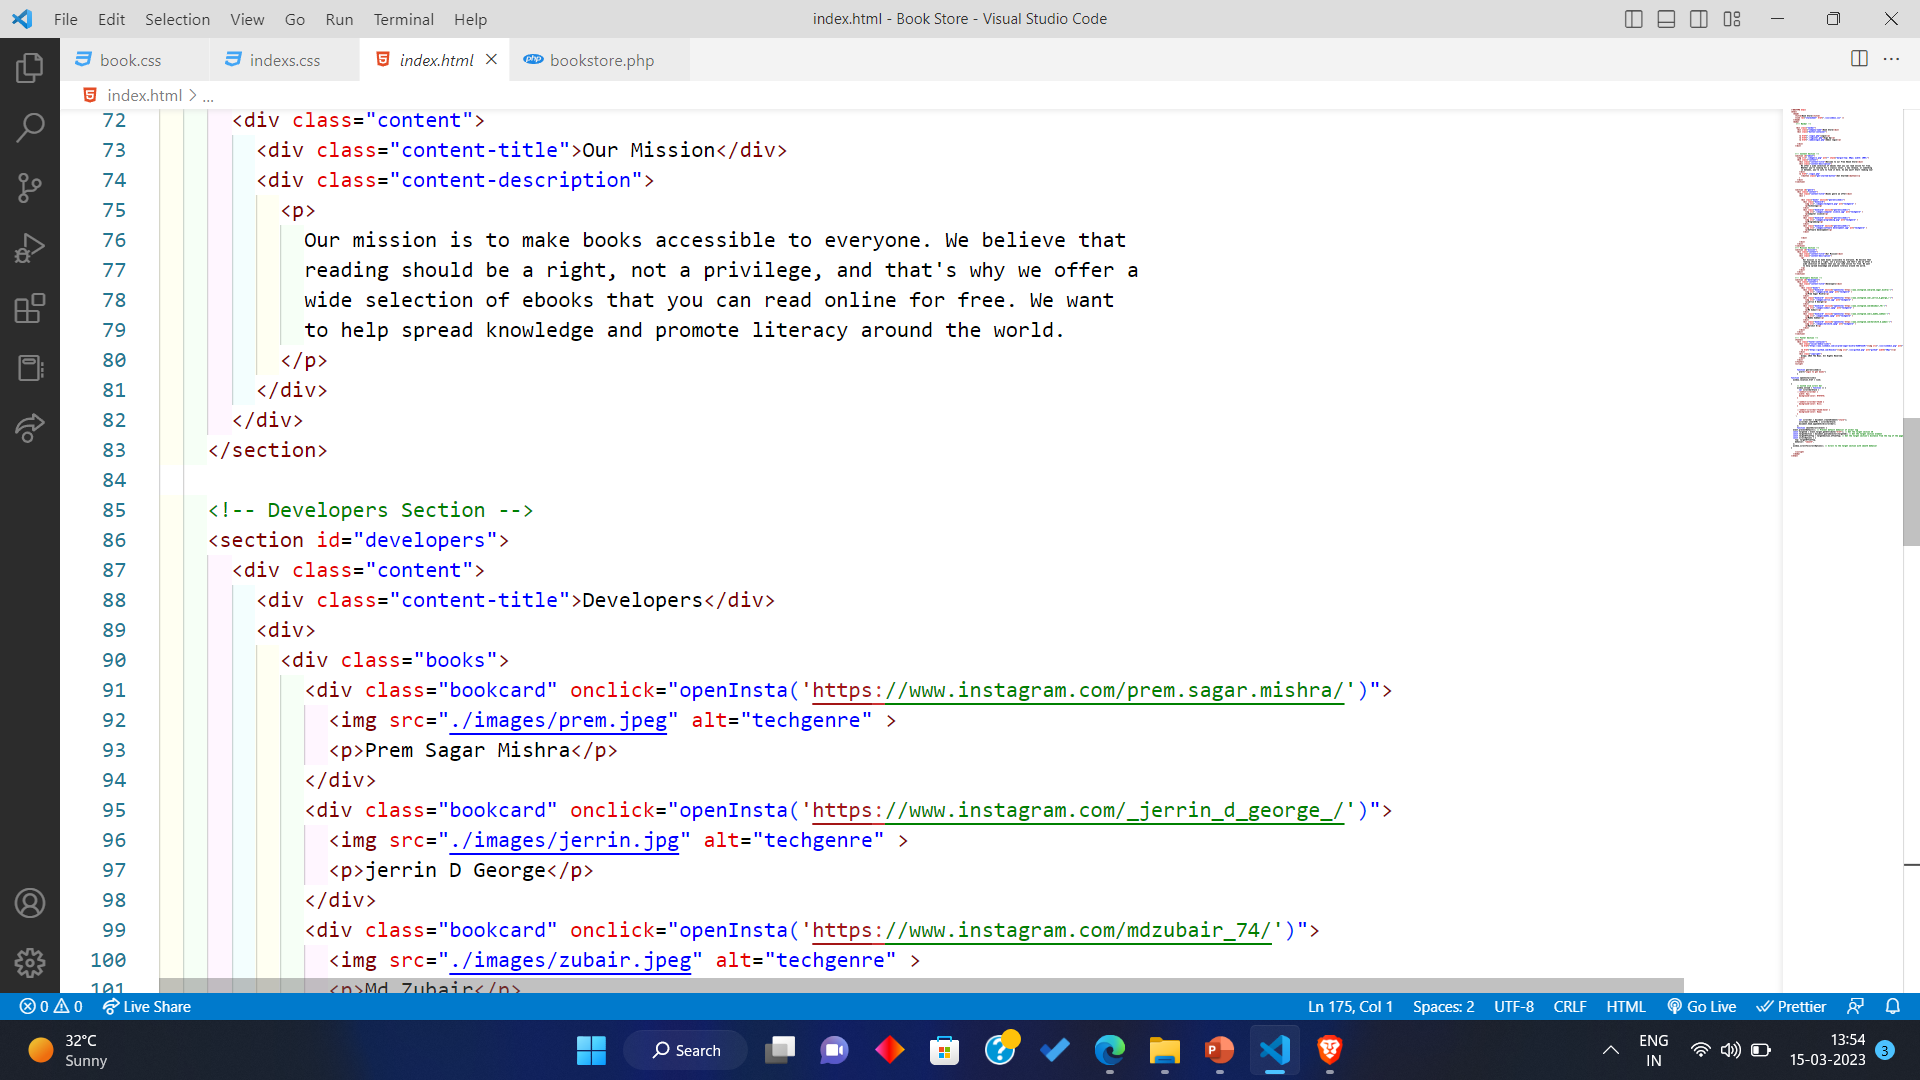 File Edit Selection View Go Run Terminal Help
index.html - Book Store - Visual Studio Code
book.css
indexs.css
index.html
php bookstore.php
index.html > ...
72 <div class="content">
73 <div class="content-title">Our Mission</div>
74 <div class="content-description">
75 <p>
76 Our mission is to make books accessible to everyone. We believe that
77 reading should be a right, not a privilege, and that's why we offer a
78 wide selection of ebooks that you can read online for free. We want
79 to help spread knowledge and promote literacy around the world.
80 </p>
81 </div>
82 </div>
83 </section>
84
85 <!-- Developers Section -->
86 <section id="developers">
87 <div class="content">
88 <div class="content-title">Developers</div>
89 <div>
90 <div class="books">
91 <div class="bookcard" onclick="openInsta('https://www.instagram.com/prem.sagar.mishra/')">
92 <img src="./images/prem.jpeg" alt="techgenre" >
93 <p>Prem Sagar Mishra</p>
94 </div>
95 <div class="bookcard" onclick="openInsta('https://www.instagram.com/_jerrin_d_george_/')">
96 <img src="./images/jerrin.jpg" alt="techgenre" >
97 <p>jerrin D George</p>
98 </div>
99 <div class="bookcard" onclick="openInsta('https://www.instagram.com/mdzubair_74/')">
100 <img src="./images/zubair.jpeg" alt="techgenre" >
101 <p>Md Zubair</p>
0 0 Live Share
Ln 175, Col 1 Spaces: 2 UTF-8 CRLF HTML Go Live Prettier
32°C
Sunny
Search
ENG
IN
13:54
15-03-2023
3